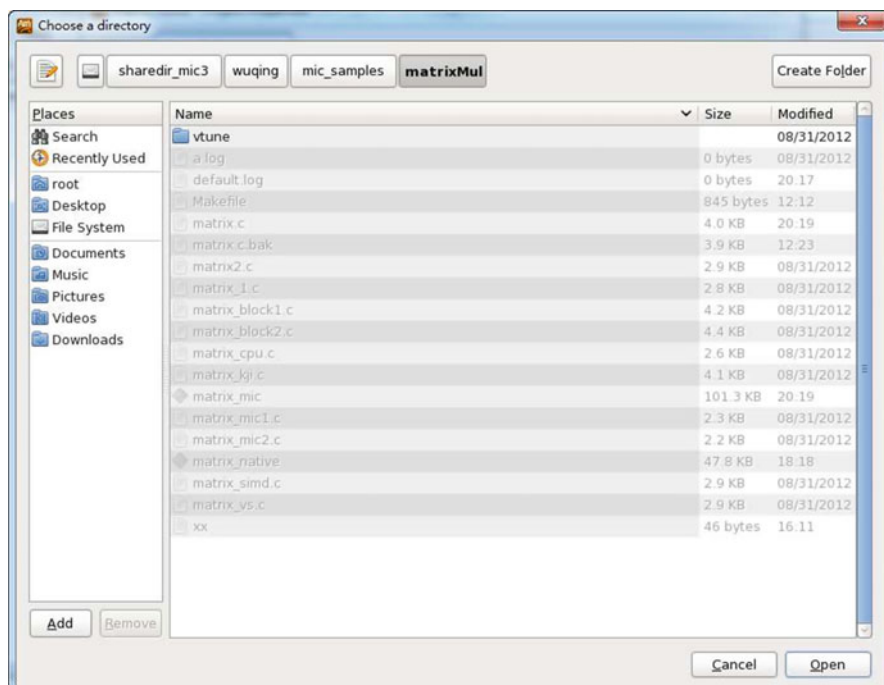 Choose a directory
sharedir_mic3 wuqing mic_samples matrixMul Create Folder
Places Name Size Modified
Search vtune 08/31/2012
Recently Used a.log 0 bytes 08/31/2012
root default.log 0 bytes 20:17
Desktop Makefile 845 bytes 12:12
File System matrix.c 4.0 KB 20:19
Documents matrix.c.bak 3.9 KB 12:23
Music matrix2.c 2.9 KB 08/31/2012
Pictures matrix_1.c 2.8 KB 08/31/2012
Videos matrix_block1.c 4.2 KB 08/31/2012
Downloads matrix_block2.c 4.4 KB 08/31/2012
matrix_cpu.c 2.6 KB 08/31/2012
matrix_kji.c 4.1 KB 08/31/2012
matrix_mic 101.3 KB 20:19
matrix_mic1.c 2.3 KB 08/31/2012
matrix_mic2.c 2.2 KB 08/31/2012
matrix_native 47.8 KB 18:18
matrix_simd.c 2.9 KB 08/31/2012
matrix_vs.c 2.9 KB 08/31/2012
xx 46 bytes 16:11
Add Remove
Cancel Open